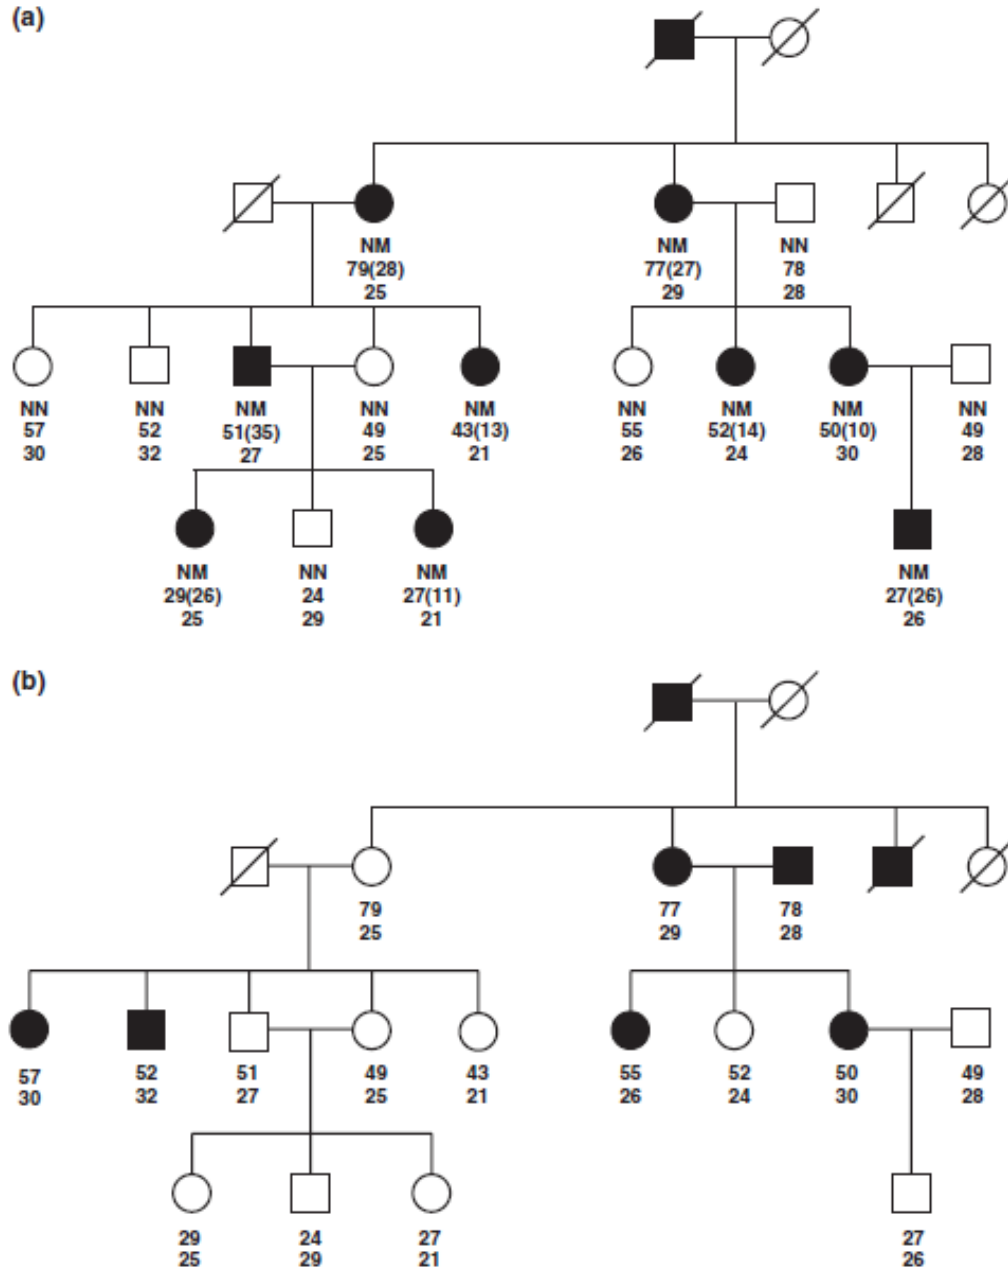 (a)
NM NM NN
79(28) 77(27) 78
25 29 28
NN NN NM NN NM NN NM NM NN
57 52 51(35) 49 43(13) 55 52(14) 50(10) 49
30 32 27 25 21 26 24 30 28
NM NN NM NM
29(26) 24 27(11) 27(26)
25 29 21 26
(b)
79 77 78
25 29 28
57 52 51 49 43 55 52 50 49
30 32 27 25 21 26 24 30 28
29 24 27 27
25 29 21 26